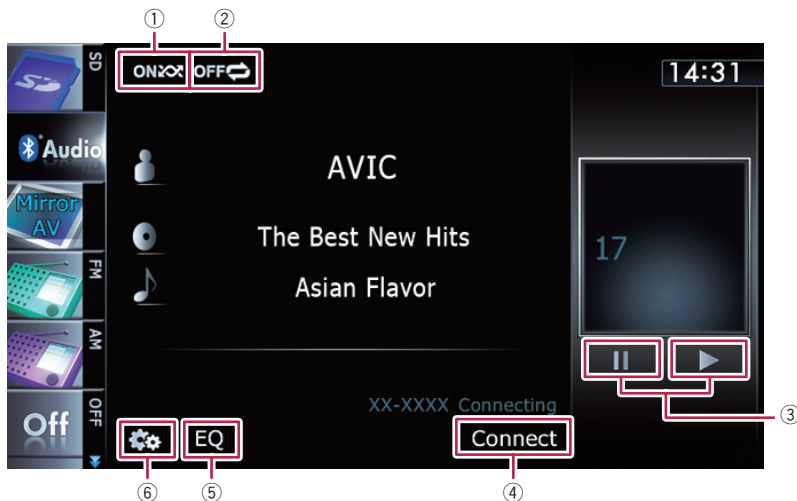 ① ②
SD
ON OFF
14:31
Audio
AVIC
Mirror
AV
The Best New Hits
17
FM
Asian Flavor
AM
OFF
Off
XX-XXXX Connecting
EQ
Connect
③
⑥ ⑤ ④